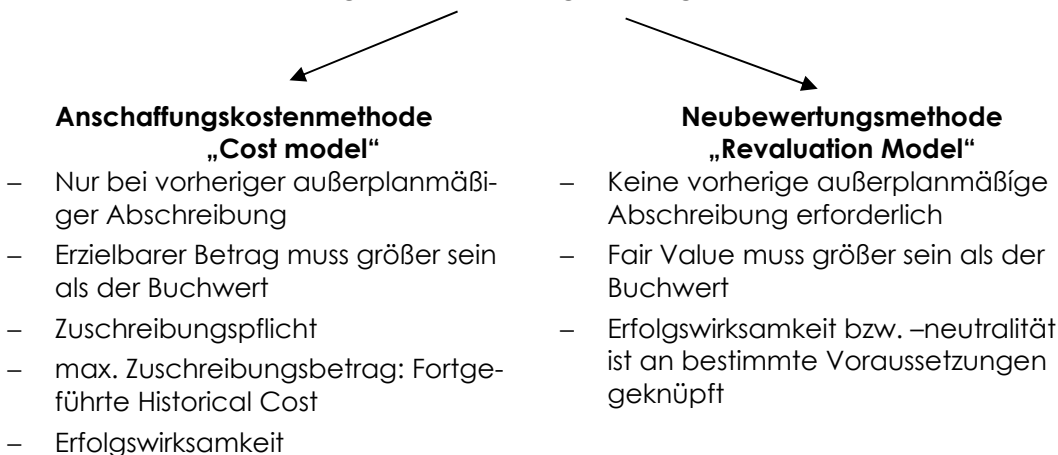 Anschaffungskostenmethode
„Cost model“
– Nur bei vorheriger außerplanmäßi-
ger Abschreibung
– Erzielbarer Betrag muss größer sein
als der Buchwert
– Zuschreibungspflicht
– max. Zuschreibungsbetrag: Fortge-
führte Historical Cost
– Erfolgswirksamkeit
Neubewertungsmethode
„Revaluation Model“
– Keine vorherige außerplanmäßíge
Abschreibung erforderlich
– Fair Value muss größer sein als der
Buchwert
– Erfolgswirksamkeit bzw. –neutralität
ist an bestimmte Voraussetzungen
geknüpft